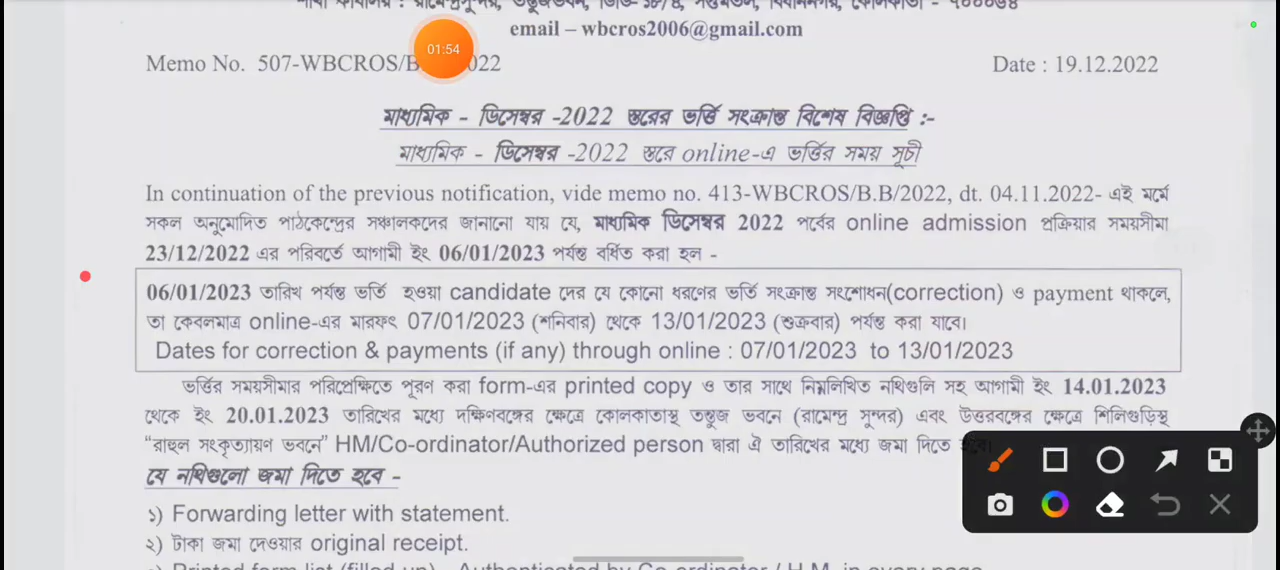 email – wbcros2006@gmail.com
01:54
Memo No. 507-WBCROS/B. 022 Date : 19.12.2022
মাধ্যমিক - ডিসেম্বর -2022 স্তরের ভর্ত্তি সংক্রান্ত বিশেষ বিজ্ঞপ্তি :-
মাধ্যমিক - ডিসেম্বর -2022 স্তরে online-এ ভর্ত্তির সময় সূচী
In continuation of the previous notification, vide memo no. 413-WBCROS/B.B/2022, dt. 04.11.2022- এই মর্মে
সকল অনুমোদিত পাঠকেন্দ্রের সঞ্চালকদের জানানো যায় যে, মাধ্যমিক ডিসেম্বর 2022 পর্বের online admission প্রক্রিয়ার সময়সীমা
23/12/2022 এর পরিবর্তে আগামী ইং 06/01/2023 পর্যন্ত বর্ধিত করা হল -
06/01/2023 তারিখ পর্যন্ত ভর্তি হওয়া candidate দের যে কোনো ধরণের ভর্তি সংক্রান্ত সংশোধন(correction) ও payment থাকলে,
তা কেবলমাত্র online-এর মারফৎ 07/01/2023 (শনিবার) থেকে 13/01/2023 (শুক্রবার) পর্যন্ত করা যাবে।
Dates for correction & payments (if any) through online : 07/01/2023 to 13/01/2023
ভর্ত্তির সময়সীমার পরিপ্রেক্ষিতে পূরণ করা form-এর printed copy ও তার সাথে নিম্নলিখিত নথিগুলি সহ আগামী ইং 14.01.2023
থেকে ইং 20.01.2023 তারিখের মধ্যে দক্ষিণবঙ্গের ক্ষেত্রে কোলকাতাস্থ তন্তুজ ভবনে (রামেন্দ্র সুন্দর) এবং উত্তরবঙ্গের ক্ষেত্রে শিলিগুড়িস্থ
“রাহুল সংকৃত্যায়ণ ভবনে” HM/Co-ordinator/Authorized person দ্বারা ঐ তারিখের মধ্যে জমা দিতে
যে নথিগুলো জমা দিতে হবে -
১) Forwarding letter with statement.
২) টাকা জমা দেওয়ার original receipt.